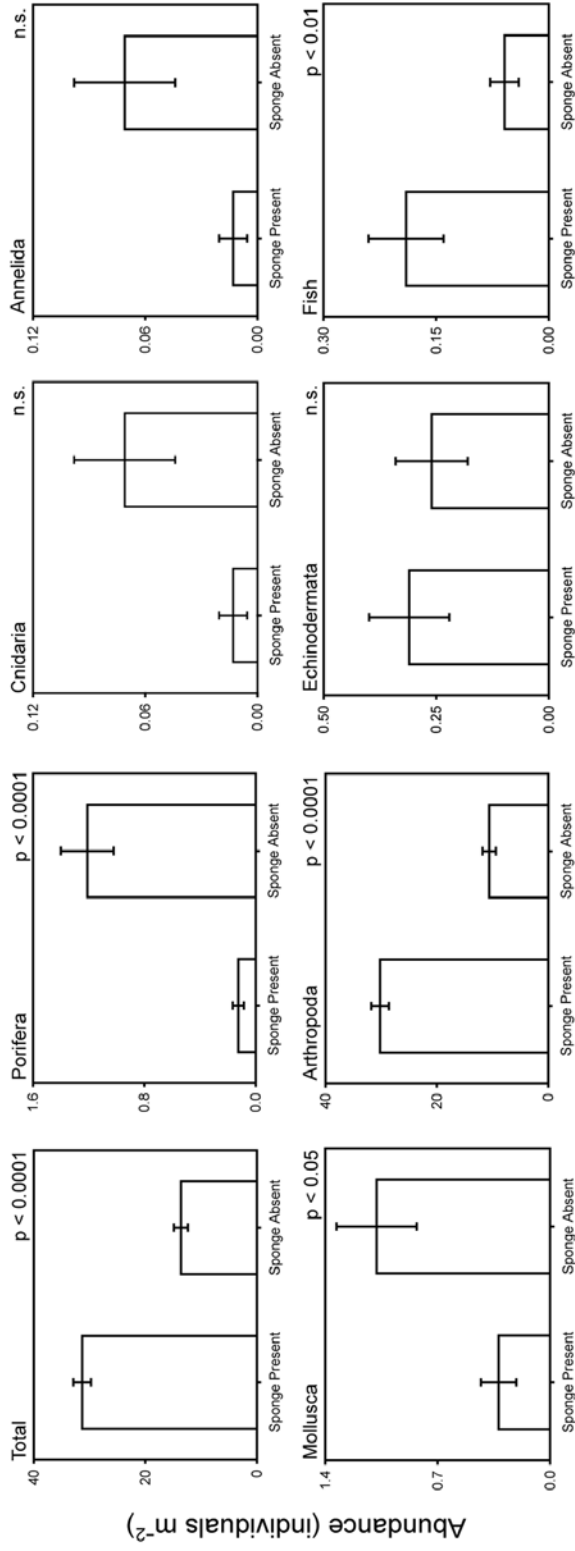 Abundance (individuals m⁻²)
Total
p < 0.0001
40
20
0
Sponge Present
Sponge Absent
Porifera
p < 0.0001
1.6
0.8
0.0
Sponge Present
Sponge Absent
Cnidaria
n.s.
0.12
0.06
0.00
Sponge Present
Sponge Absent
Annelida
n.s.
0.12
0.06
0.00
Sponge Present
Sponge Absent
Mollusca
p < 0.05
1.4
0.7
0.0
Sponge Present
Sponge Absent
Arthropoda
p < 0.0001
40
20
0
Sponge Present
Sponge Absent
Echinodermata
n.s.
0.50
0.25
0.00
Sponge Present
Sponge Absent
Fish
p < 0.01
0.30
0.15
0.00
Sponge Present
Sponge Absent